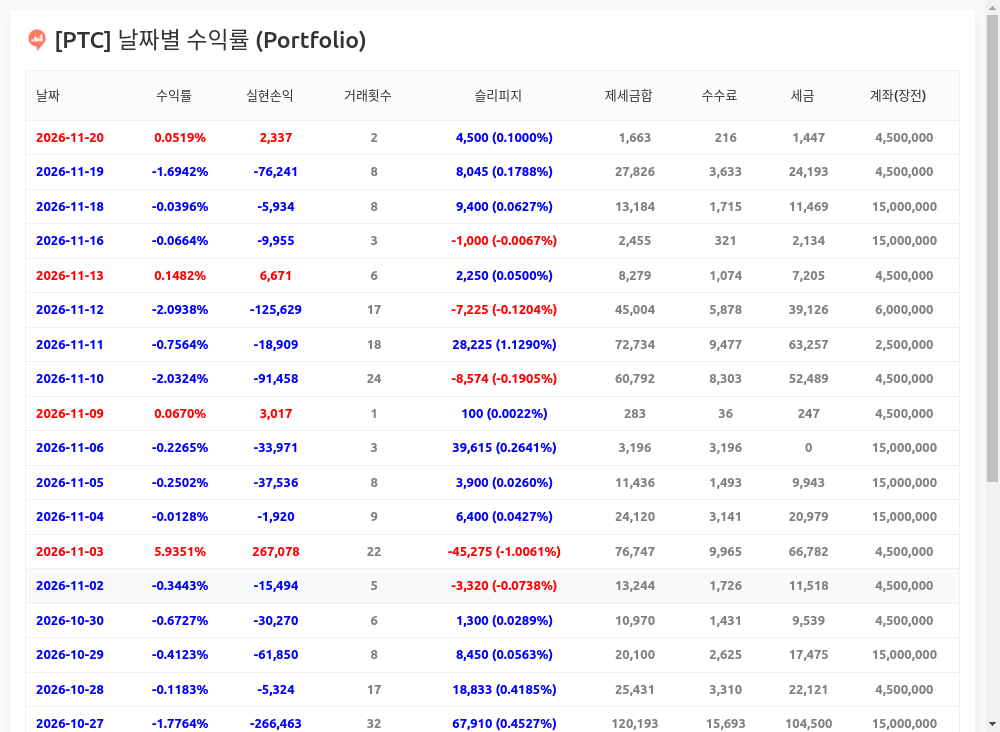 [PTC] 날짜별 수익률 (Portfolio)
날짜 수익률 실현손익 거래횟수 슬리피지 제세금합 수수료 세금 계좌(장전)
2026-11-20 0.0519% 2,337 2 4,500 (0.1000%) 1,663 216 1,447 4,500,000
2026-11-19 -1.6942% -76,241 8 8,045 (0.1788%) 27,826 3,633 24,193 4,500,000
2026-11-18 -0.0396% -5,934 8 9,400 (0.0627%) 13,184 1,715 11,469 15,000,000
2026-11-16 -0.0664% -9,955 3 -1,000 (-0.0067%) 2,455 321 2,134 15,000,000
2026-11-13 0.1482% 6,671 6 2,250 (0.0500%) 8,279 1,074 7,205 4,500,000
2026-11-12 -2.0938% -125,629 17 -7,225 (-0.1204%) 45,004 5,878 39,126 6,000,000
2026-11-11 -0.7564% -18,909 18 28,225 (1.1290%) 72,734 9,477 63,257 2,500,000
2026-11-10 -2.0324% -91,458 24 -8,574 (-0.1905%) 60,792 8,303 52,489 4,500,000
2026-11-09 0.0670% 3,017 1 100 (0.0022%) 283 36 247 4,500,000
2026-11-06 -0.2265% -33,971 3 39,615 (0.2641%) 3,196 3,196 0 15,000,000
2026-11-05 -0.2502% -37,536 8 3,900 (0.0260%) 11,436 1,493 9,943 15,000,000
2026-11-04 -0.0128% -1,920 9 6,400 (0.0427%) 24,120 3,141 20,979 15,000,000
2026-11-03 5.9351% 267,078 22 -45,275 (-1.0061%) 76,747 9,965 66,782 4,500,000
2026-11-02 -0.3443% -15,494 5 -3,320 (-0.0738%) 13,244 1,726 11,518 4,500,000
2026-10-30 -0.6727% -30,270 6 1,300 (0.0289%) 10,970 1,431 9,539 4,500,000
2026-10-29 -0.4123% -61,850 8 8,450 (0.0563%) 20,100 2,625 17,475 15,000,000
2026-10-28 -0.1183% -5,324 17 18,833 (0.4185%) 25,431 3,310 22,121 4,500,000
2026-10-27 -1.7764% -266,463 32 67,910 (0.4527%) 120,193 15,693 104,500 15,000,000